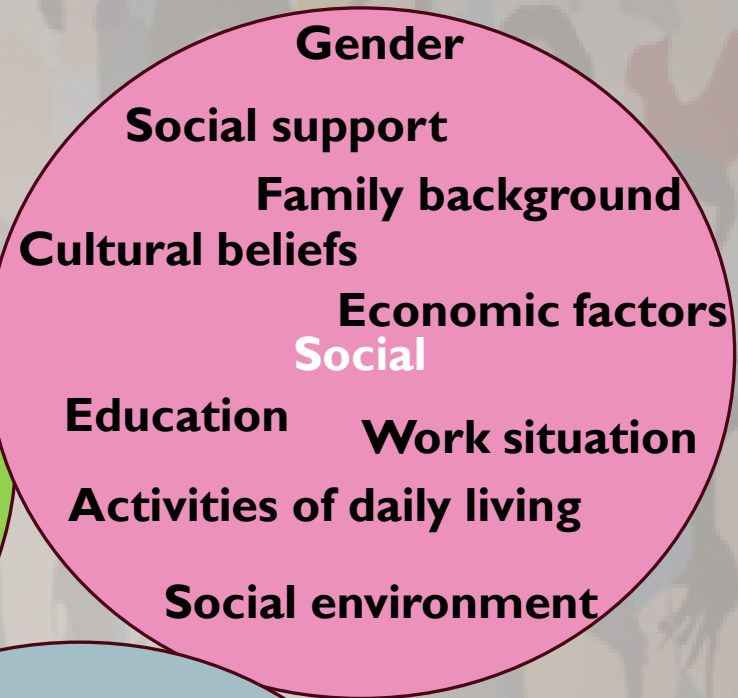 Gender
Social support
Family background
Cultural beliefs
Economic factors
Social
Education
Work situation
Activities of daily living
Social environment